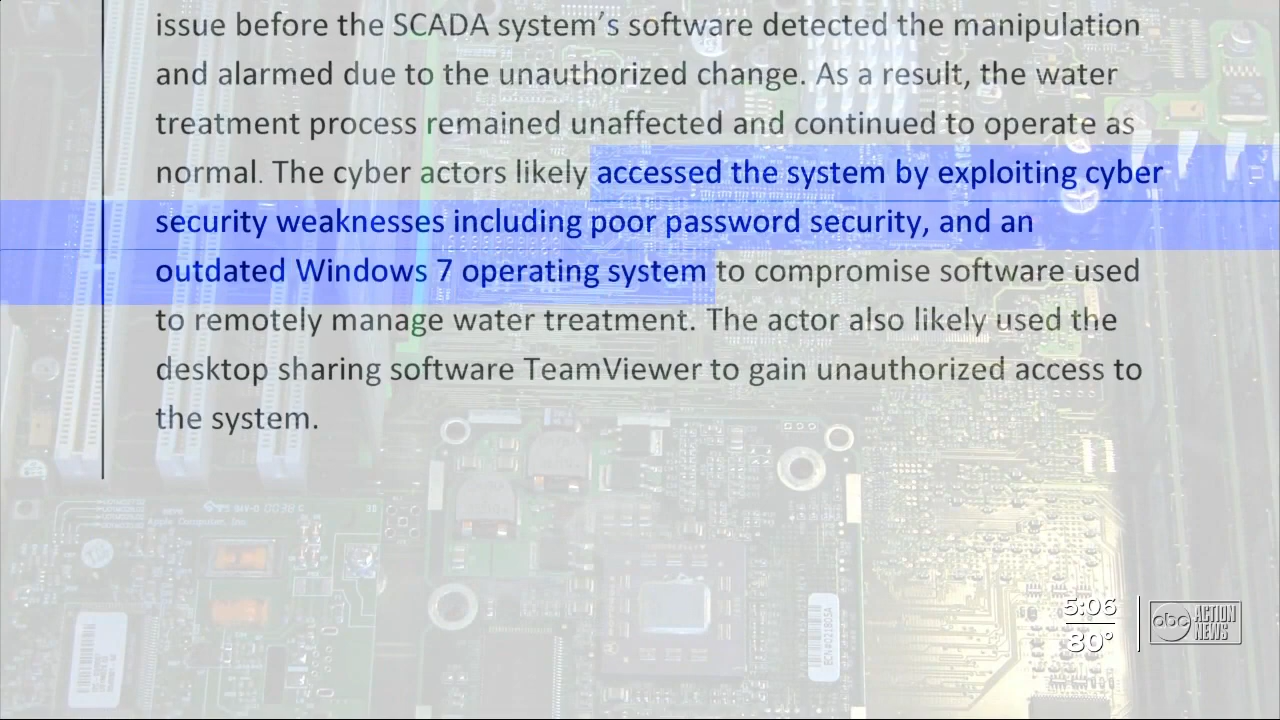 issue before the SCADA system's software detected the manipulation
and alarmed due to the unauthorized change. As a result, the water
treatment process remained unaffected and continued to operate as
normal. The cyber actors likely accessed the system by exploiting cyber
security weaknesses including poor password security, and an
outdated Windows 7 operating system to compromise software used
to remotely manage water treatment. The actor also likely used the
desktop sharing software TeamViewer to gain unauthorized access to
the system.
Apple Computer, Inc.
5:06
80°
abc ACTION
NEWS